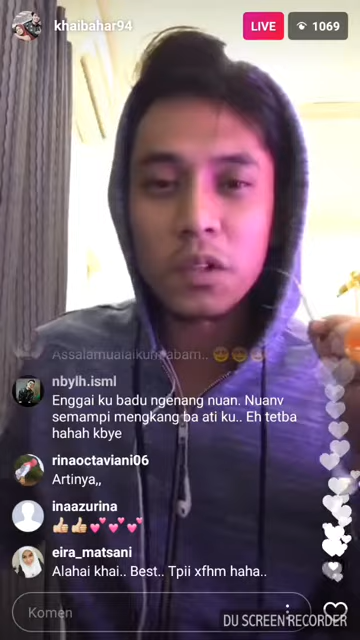 khaibahar94
LIVE
1069
Assalamualaikum abam.. 😍😍😍
nbylh.isml
Enggai ku badu ngenang nuan. Nuanv
semampi mengkang ba ati ku.. Eh tetba
hahah kbye
rinaoctaviani06
Artinya,,
inaazurina
👍🏻👍🏻💕💕💕
eira_matsani
Alahai khai.. Best.. Tpii xfhm haha..
Komen
DU SCREEN RECORDER